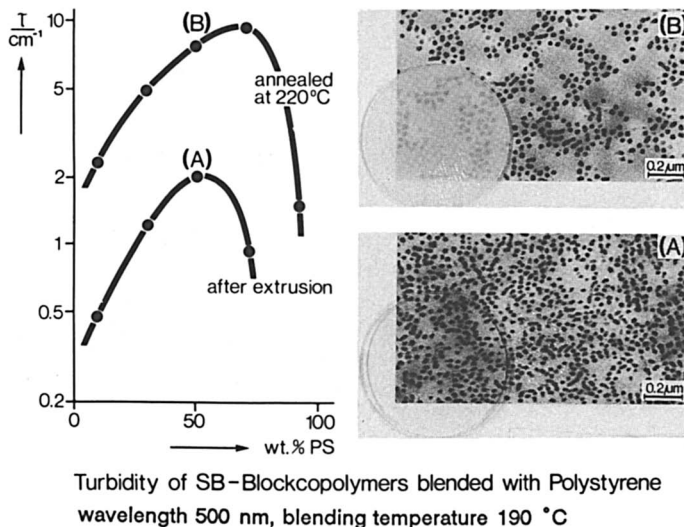 τ
cm⁻¹
10
5
2
1
0.5
0.2
0
50
100
wt.% PS
(B)
annealed
at 220°C
(A)
after extrusion
(B)
0.2µm
(A)
0.2µm
Turbidity of SB-Blockcopolymers blended with Polystyrene
wavelength 500 nm, blending temperature 190 °C